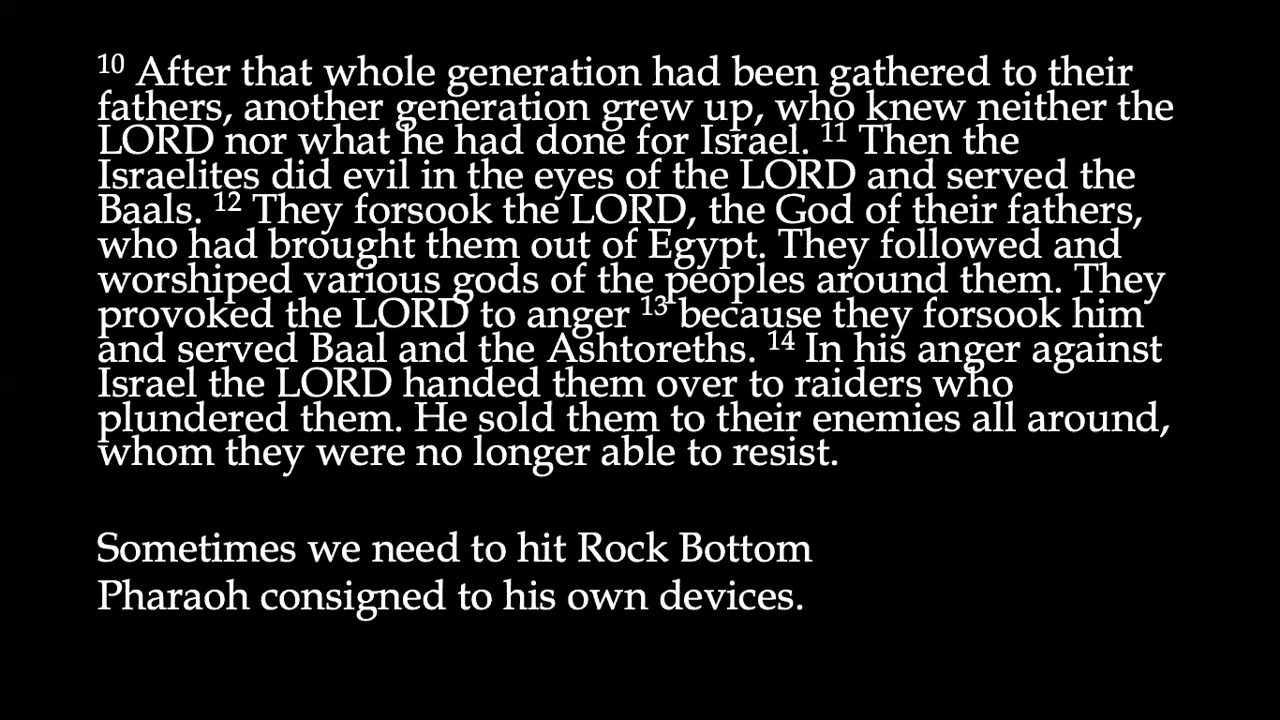 10 After that whole generation had been gathered to their
fathers, another generation grew up, who knew neither the
LORD nor what he had done for Israel. 11 Then the
Israelites did evil in the eyes of the LORD and served the
Baals. 12 They forsook the LORD, the God of their fathers,
who had brought them out of Egypt. They followed and
worshiped various gods of the peoples around them. They
provoked the LORD to anger 13 because they forsook him
and served Baal and the Ashtoreths. 14 In his anger against
Israel the LORD handed them over to raiders who
plundered them. He sold them to their enemies all around,
whom they were no longer able to resist.
Sometimes we need to hit Rock Bottom
Pharaoh consigned to his own devices.